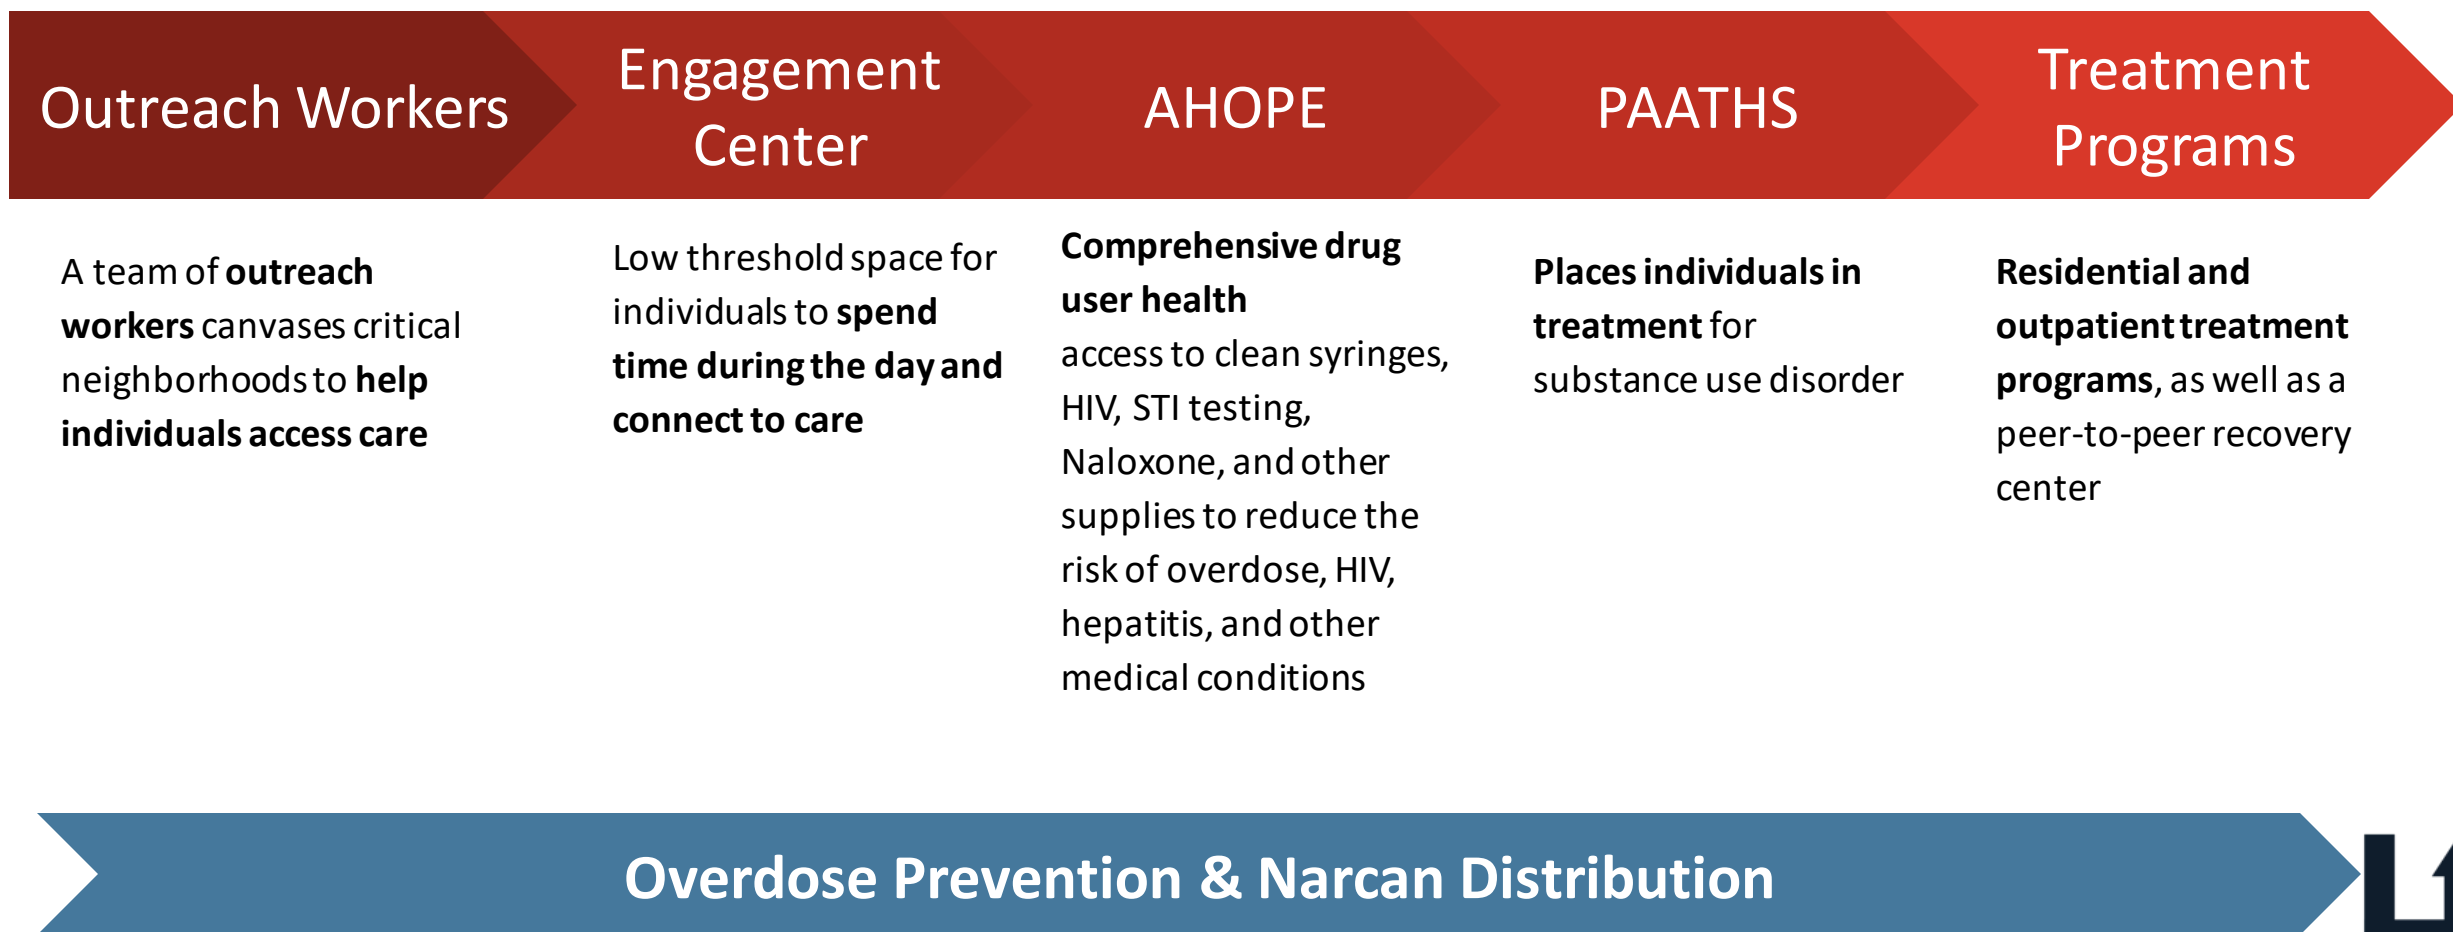 Outreach Workers
Engagement
Center
AHOPE
PAATHS
Treatment
Programs
A team of outreach
workers canvases critical
neighborhoods to help
individuals access care
Low threshold space for
individuals to spend
time during the day and
connect to care
Comprehensive drug
user health
access to clean syringes,
HIV, STI testing,
Naloxone, and other
supplies to reduce the
risk of overdose, HIV,
hepatitis, and other
medical conditions
Places individuals in
treatment for
substance use disorder
Residential and
outpatient treatment
programs, as well as a
peer-to-peer recovery
center
Overdose Prevention & Narcan Distribution